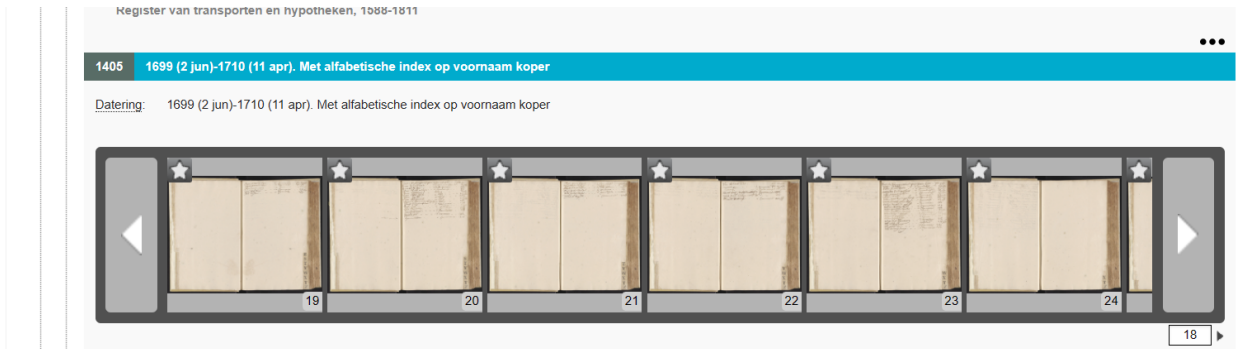 Register van transporten en hypotheken, 1588-1811
1405 1699 (2 jun)-1710 (11 apr). Met alfabetische index op voornaam koper
Datering: 1699 (2 jun)-1710 (11 apr). Met alfabetische index op voornaam koper
19 20 21 22 23 24
18